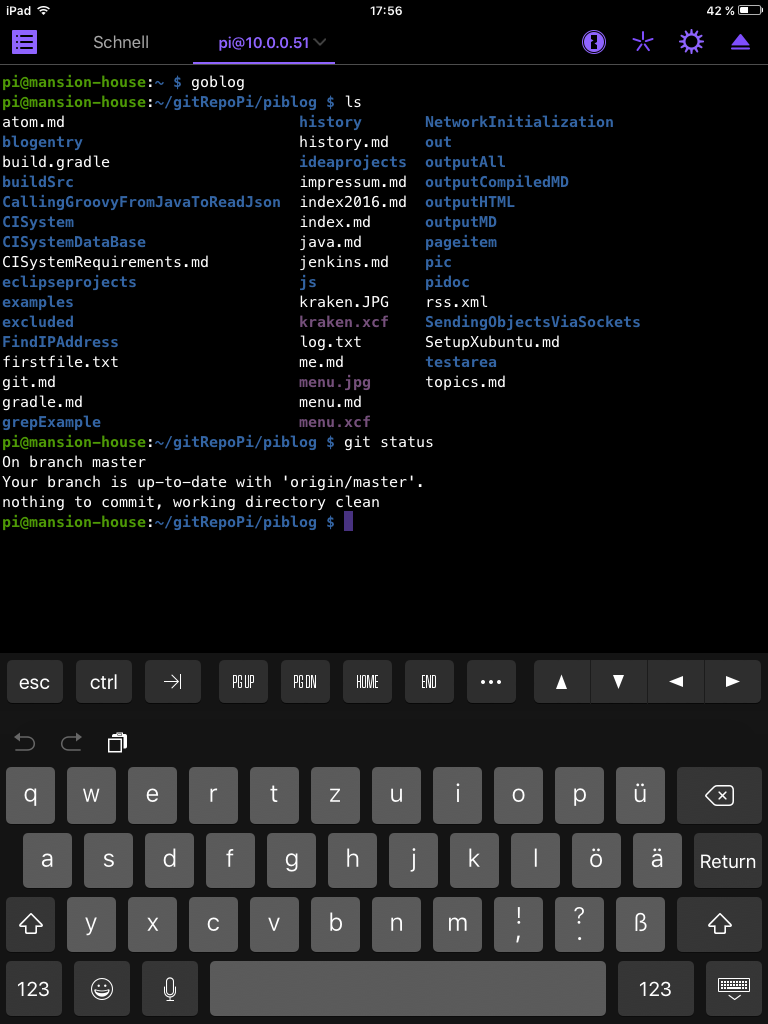 iPad 17:56 42 %
Schnell pi@10.0.0.51
pi@mansion-house:~ $ goblog
pi@mansion-house:~/gitRepoPi/piblog $ ls
atom.md history NetworkInitialization
blogentry history.md out
build.gradle ideaprojects outputAll
buildSrc impressum.md outputCompiledMD
CallingGroovyFromJavaToReadJson index2016.md outputHTML
CISystem index.md outputMD
CISystemDataBase java.md pageitem
CISystemRequirements.md jenkins.md pic
eclipseprojects js pidoc
examples kraken.JPG rss.xml
excluded kraken.xcf SendingObjectsViaSockets
FindIPAddress log.txt SetupXubuntu.md
firstfile.txt me.md testarea
git.md menu.jpg topics.md
gradle.md menu.md
grepExample menu.xcf
pi@mansion-house:~/gitRepoPi/piblog $ git status
On branch master
Your branch is up-to-date with 'origin/master'.
nothing to commit, working directory clean
pi@mansion-house:~/gitRepoPi/piblog $
esc ctrl PG UP PG DN HOME END •••
q w e r t z u i o p ü
a s d f g h j k l ö ä Return
y x c v b n m ! , ? . ß
123 123